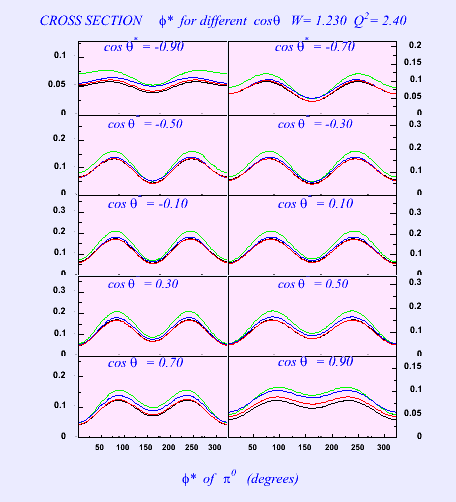 CROSS SECTION ϕ* for different cosθ W= 1.230 Q²= 2.40
cos θ* = -0.90 cos θ* = -0.70
0.1 0.2
0.15
0.05 0.1
0.05
0 0
cos θ = -0.50 cos θ = -0.30
0.2 0.3
0.2
0.1 0.1
0 0
cos θ = -0.10 cos θ = 0.10
0.3 0.3
0.2 0.2
0.1 0.1
0 0
cos θ = 0.30 cos θ = 0.50
0.3 0.3
0.2 0.2
0.1 0.1
0 0
cos θ = 0.70 cos θ = 0.90
0.2 0.15
0.1 0.1
0.05
0 0
50 100 150 200 250 300 50 100 150 200 250 300
ϕ* of π⁰ (degrees)